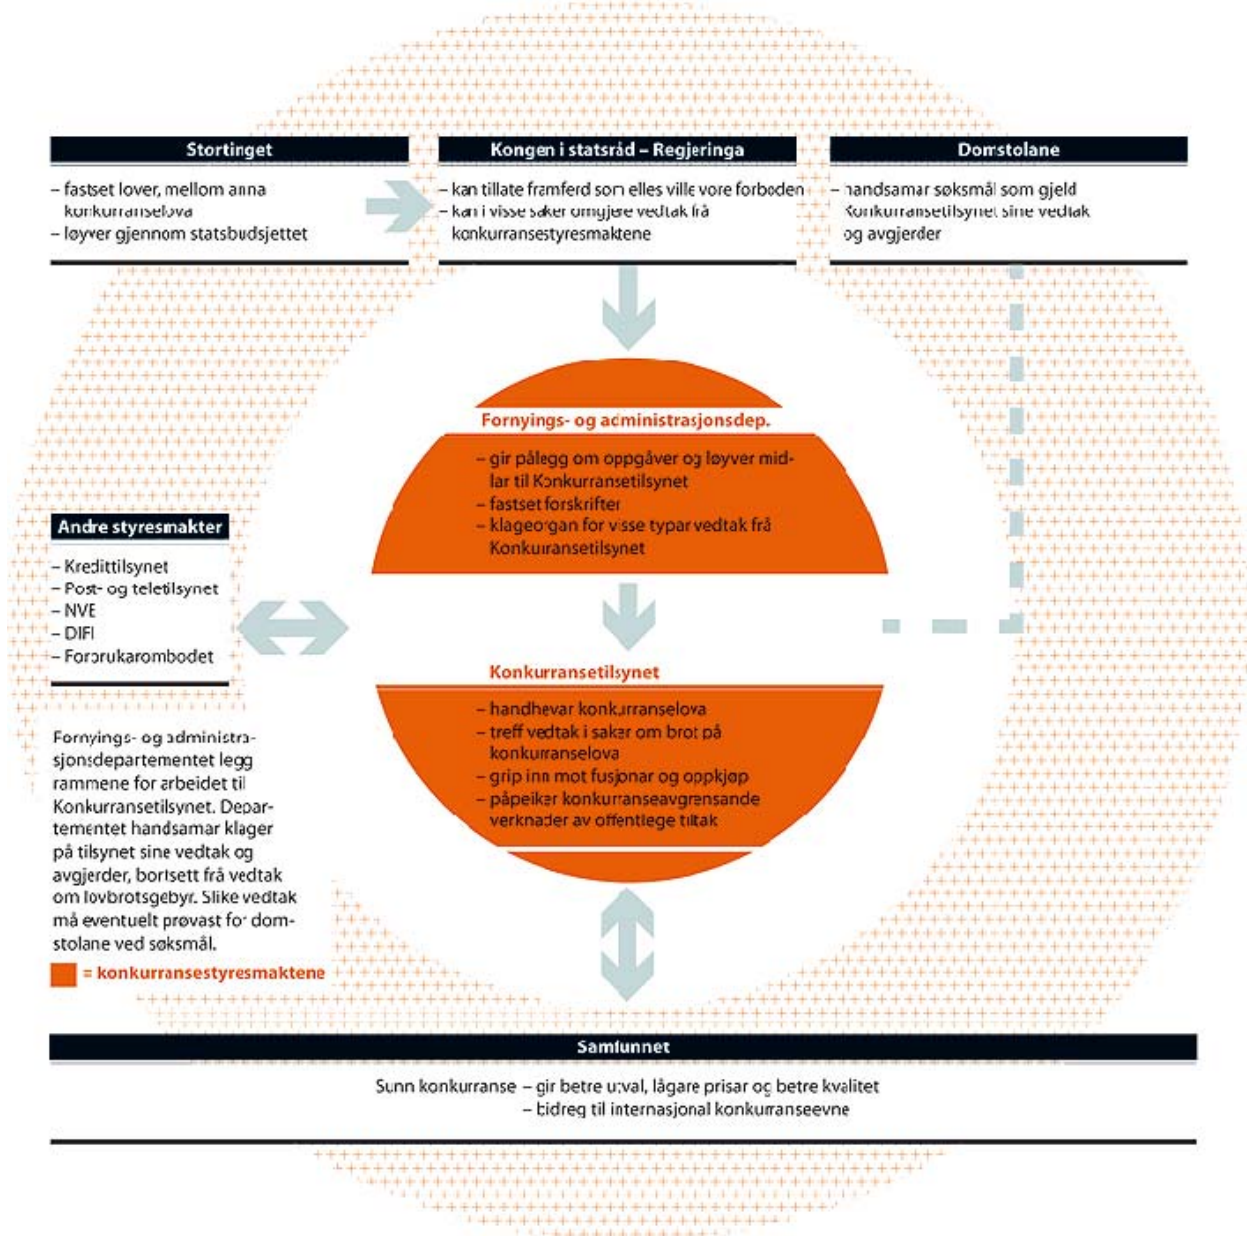 Stortinget
– fastset lover, mellom anna
konkurranselova
– løyver gjennom statsbudsjettet
Kongen i statsråd – Regjeringa
– kan tillate framferd som elles ville vore forboden
– kan i visse saker omgjere vedtak frå
konkurransestyresmaktene
Domstolane
– handsamar søksmål som gjeld
Konkurransetilsynet sine vedtak
og avgjerder
Fornyings- og administrasjonsdep.
– gir pålegg om oppgåver og løyver mid-
lar til Konkurransetilsynet
– fastset forskrifter
– klageorgan for visse typar vedtak frå
Konkurransetilsynet
Andre styresmakter
– Kredittilsynet
– Post- og teletilsynet
– NVE
– DIFI
– Forbrukarombodet
Konkurransetilsynet
– handhevar konkurranselova
– treff vedtak i saker om brot på
konkurranselova
– grip inn mot fusjonar og oppkjøp
– påpeiker konkurranseavgrensande
verknader av offentlege tiltak
Fornyings- og administra-
sjonsdepartementet legg
rammene for arbeidet til
Konkurransetilsynet. Depar-
tementet handsamar klager
på tilsynet sine vedtak og
avgjerder, bortsett frå vedtak
om lovbrotsgebyr. Slike vedtak
må eventuelt prøvast for dom-
stolane ved søksmål.
= konkurransestyresmaktene
Samfunnet
Sunn konkurranse – gir betre utval, lågare prisar og betre kvalitet
– bidreg til internasjonal konkurranseevne